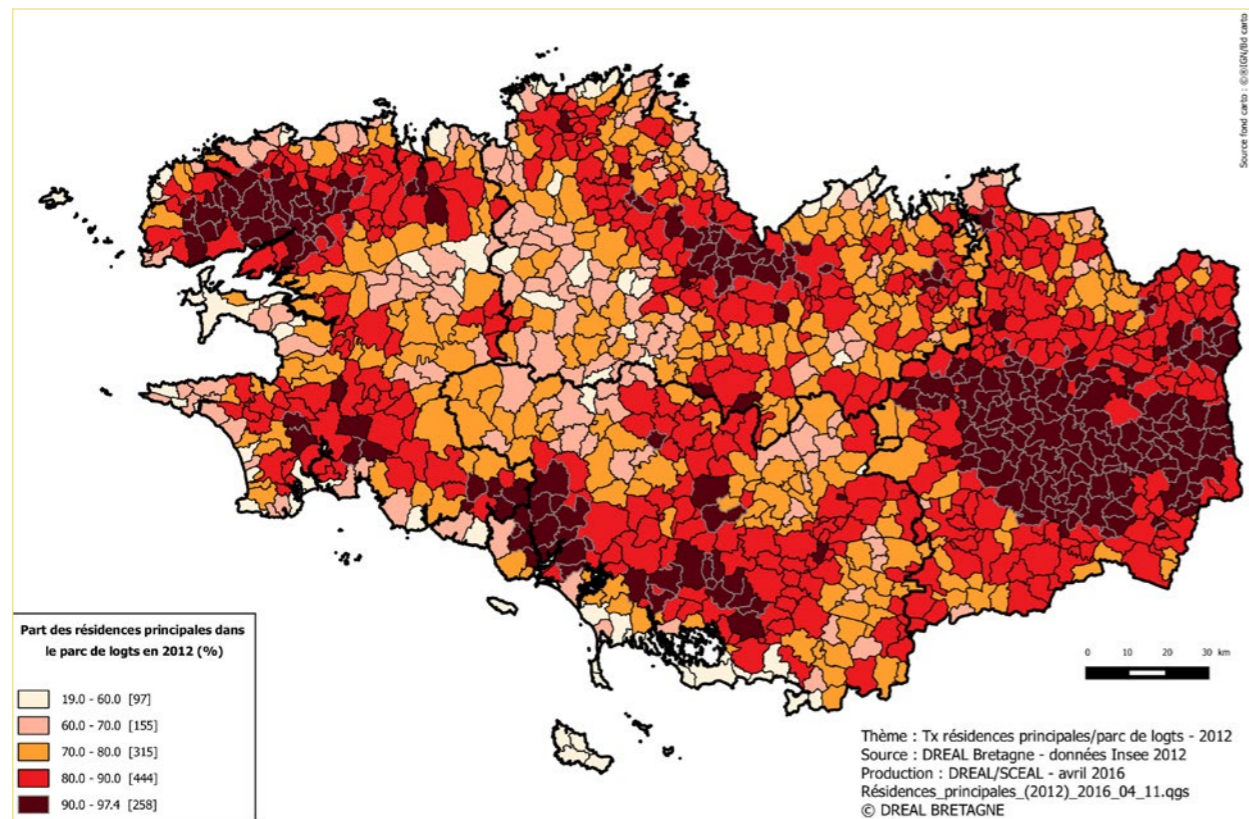 Source fond carto : ©®IGN/Bd carto
Part des résidences principales dans
le parc de logts en 2012 (%)
19.0 - 60.0 [97]
60.0 - 70.0 [155]
70.0 - 80.0 [315]
80.0 - 90.0 [444]
90.0 - 97.4 [258]
0 10 20 30 km
Thème : Tx résidences principales/parc de logts - 2012
Source : DREAL Bretagne - données Insee 2012
Production : DREAL/SCEAL - avril 2016
Résidences_principales_(2012)_2016_04_11.qgs
© DREAL BRETAGNE